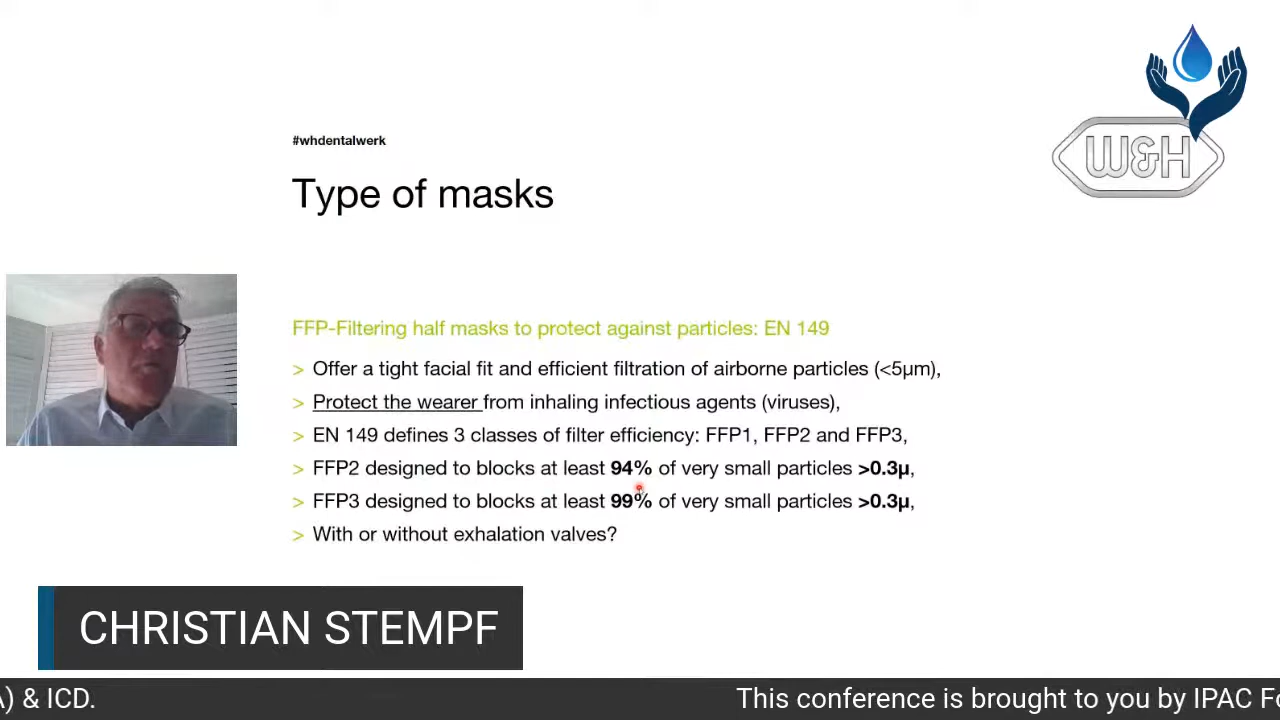 #whdentalwerk
W&H
Type of masks
FFP-Filtering half masks to protect against particles: EN 149
> Offer a tight facial fit and efficient filtration of airborne particles (<5µm),
> Protect the wearer from inhaling infectious agents (viruses),
> EN 149 defines 3 classes of filter efficiency: FFP1, FFP2 and FFP3,
> FFP2 designed to blocks at least 94% of very small particles >0.3µ,
> FFP3 designed to blocks at least 99% of very small particles >0.3µ,
> With or without exhalation valves?
CHRISTIAN STEMPF
) & ICD. This conference is brought to you by IPAC